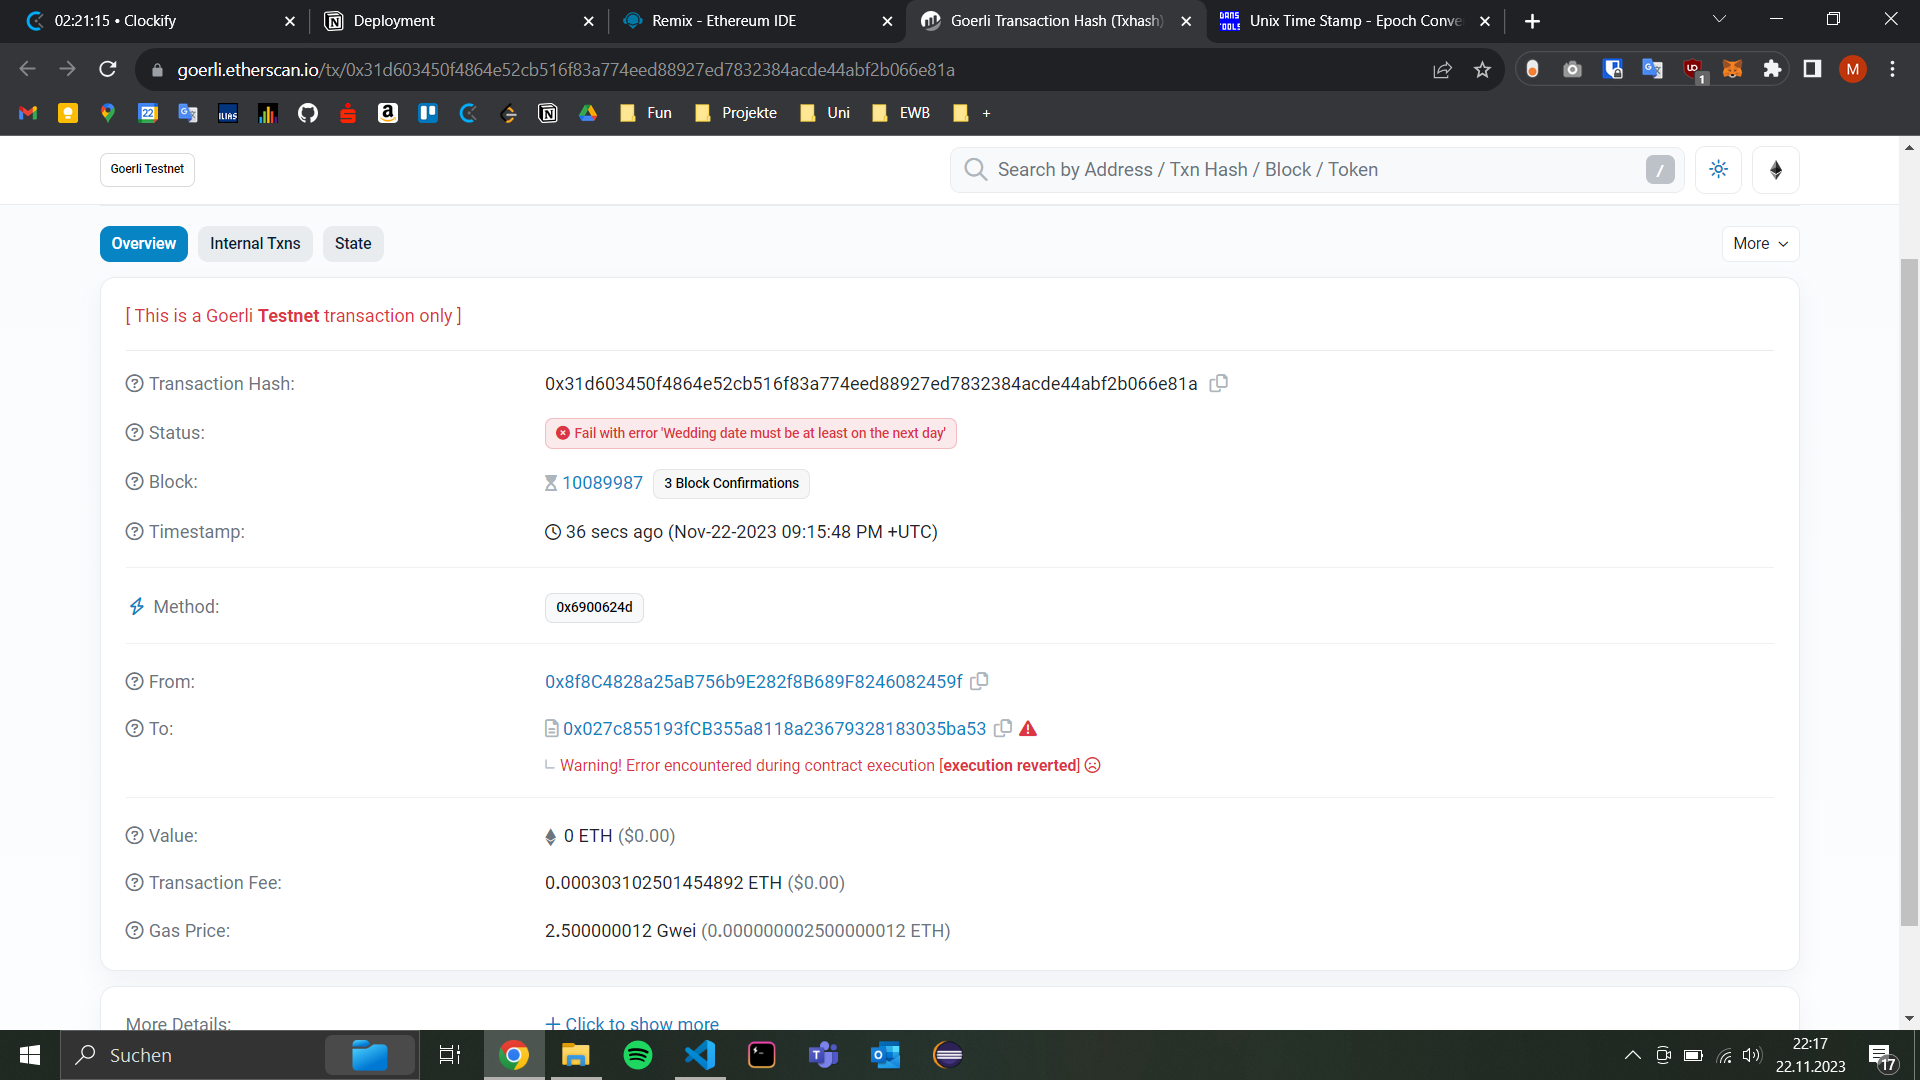 02:21:15 • Clockify
Deployment
Remix - Ethereum IDE
Goerli Transaction Hash (Txhash)
Unix Time Stamp - Epoch Conve
goerli.etherscan.io/tx/0x31d603450f4864e52cb516f83a774eed88927ed7832384acde44abf2b066e81a
1
M
22
ILIAS
Fun
Projekte
Uni
EWB
+
Goerli Testnet
Search by Address / Txn Hash / Block / Token
/
Overview
Internal Txns
State
More
[ This is a Goerli Testnet transaction only ]
Transaction Hash:
0x31d603450f4864e52cb516f83a774eed88927ed7832384acde44abf2b066e81a
Status:
Fail with error 'Wedding date must be at least on the next day'
Block:
10089987
3 Block Confirmations
Timestamp:
36 secs ago (Nov-22-2023 09:15:48 PM +UTC)
Method:
0x6900624d
From:
0x8f8C4828a25aB756b9E282f8B689F8246082459f
To:
0x027c855193fCB355a8118a23679328183035ba53
Warning! Error encountered during contract execution [execution reverted]
Value:
0 ETH ($0.00)
Transaction Fee:
0.000303102501454892 ETH ($0.00)
Gas Price:
2.500000012 Gwei (0.000000002500000012 ETH)
More Details:
Click to show more
Suchen
22:17
22.11.2023
17